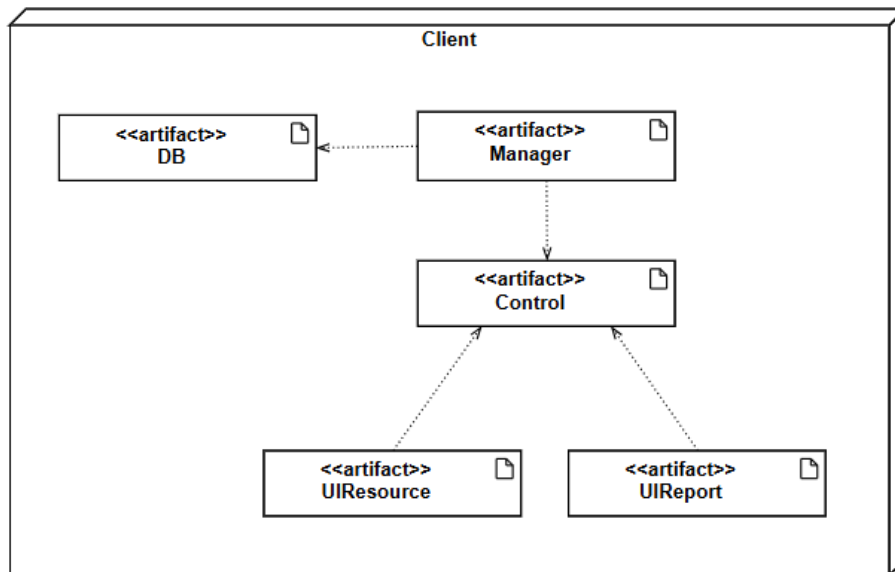 Client
<<artifact>>
DB
<<artifact>>
Manager
<<artifact>>
Control
<<artifact>>
UIResource
<<artifact>>
UIReport